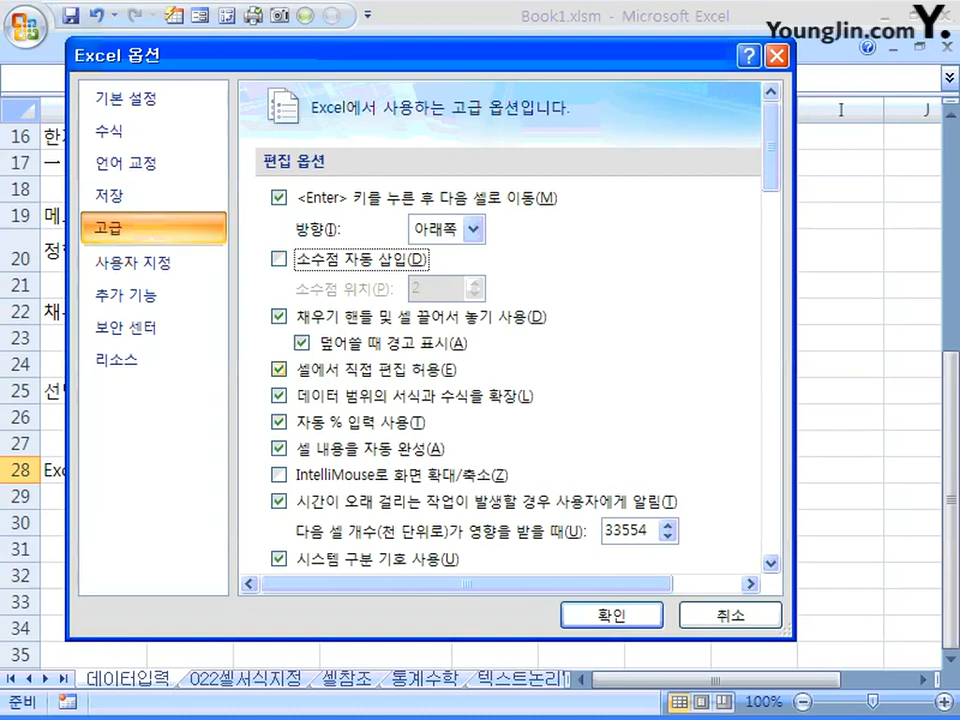 Book1.xlsm - Microsoft Excel
YoungJin.com Y.
Excel 옵션
기본 설정
수식
언어 교정
저장
고급
사용자 지정
추가 기능
보안 센터
리소스
Excel에서 사용하는 고급 옵션입니다.
편집 옵션
<Enter> 키를 누른 후 다음 셀로 이동(M)
방향(I): 아래쪽
소수점 자동 삽입(D)
소수점 위치(P): 2
채우기 핸들 및 셀 끌어서 놓기 사용(D)
덮어쓸 때 경고 표시(A)
셀에서 직접 편집 허용(E)
데이터 범위의 서식과 수식을 확장(L)
자동 % 입력 사용(T)
셀 내용을 자동 완성(A)
IntelliMouse로 화면 확대/축소(Z)
시간이 오래 걸리는 작업이 발생할 경우 사용자에게 알림(T)
다음 셀 개수(천 단위로)가 영향을 받을 때(U): 33554
시스템 구분 기호 사용(U)
확인 취소
I J
16
17
18
19
20
21
22 채
23
24
25
26
27
28 Exc
29
30
31
32
33
34
35
데이터입력 022셀서식지정 셀참조 통계수학 텍스트논리
준비 100%